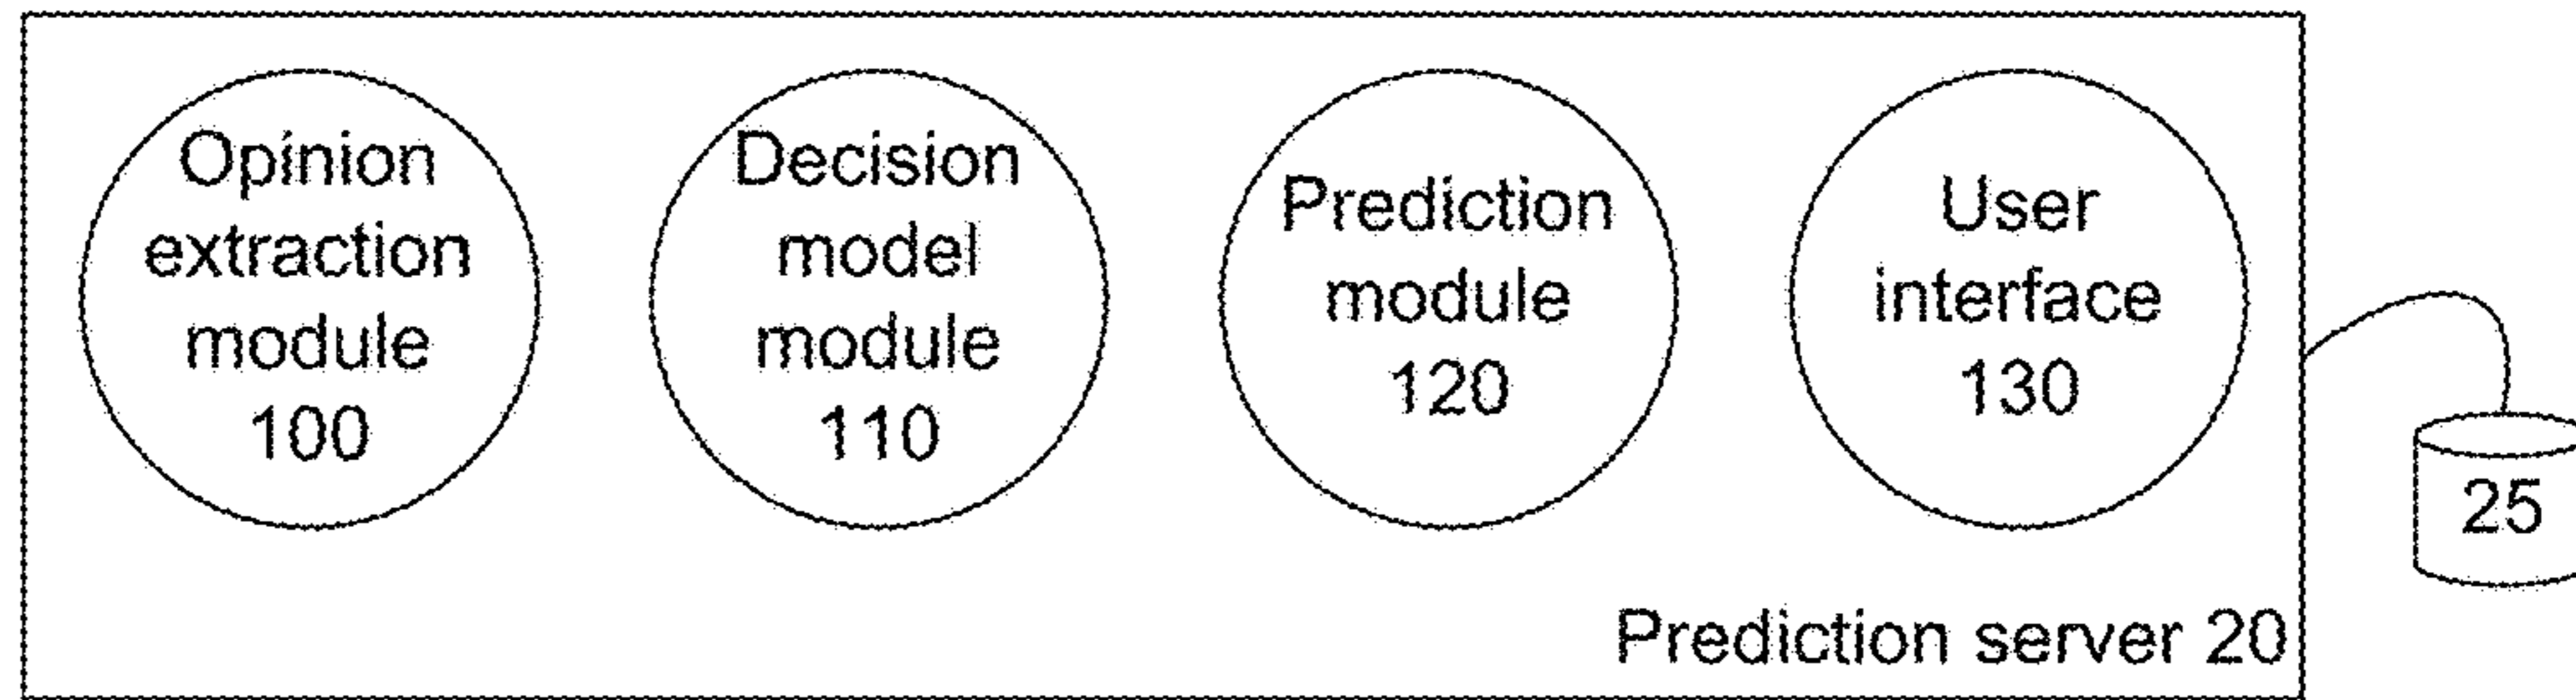 Opinion
extraction
module
100
Decision
model
module
110
Prediction
module
120
User
interface
130
25
Prediction server 20